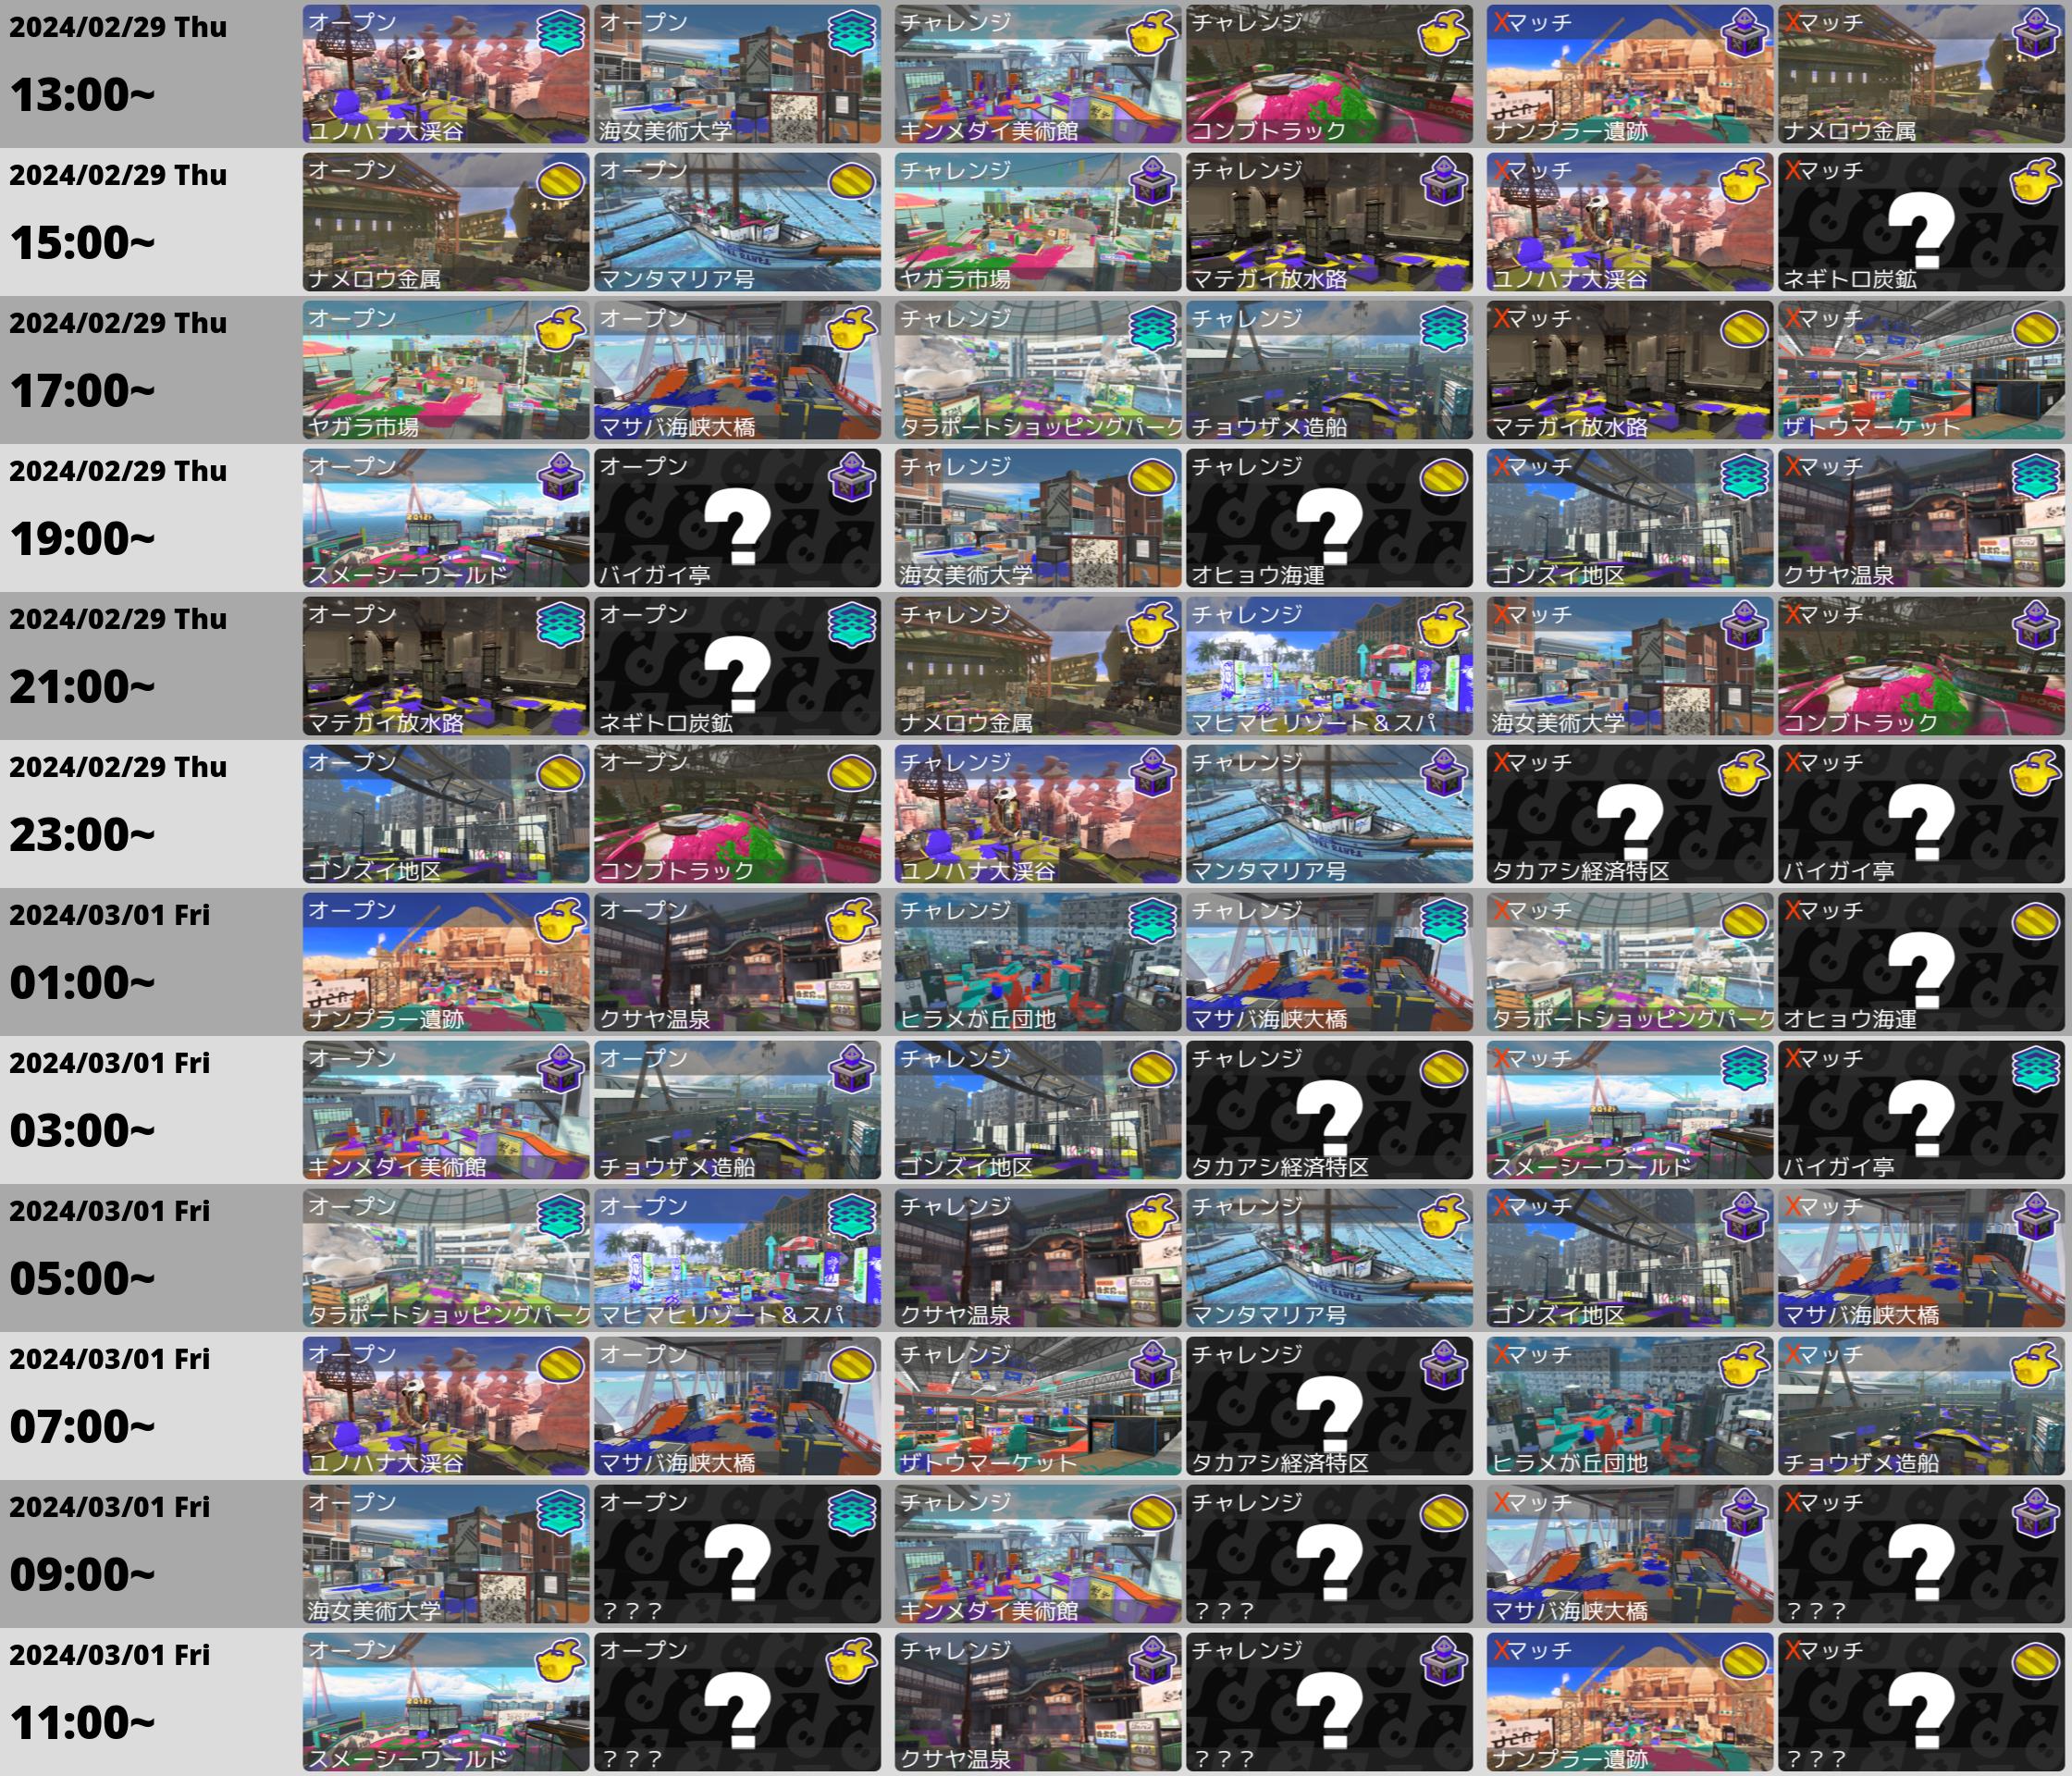 2024/02/29 Thu
13:00~
オープン
ユノハナ大渓谷
オープン
海女美術大学
チャレンジ
キンメダイ美術館
チャレンジ
コンブトラック
Xマッチ
ナンプラー遺跡
Xマッチ
ナメロウ金属
2024/02/29 Thu
15:00~
オープン
ナメロウ金属
オープン
マンタマリア号
チャレンジ
ヤガラ市場
チャレンジ
マテガイ放水路
Xマッチ
ユノハナ大渓谷
Xマッチ
?
ネギトロ炭鉱
2024/02/29 Thu
17:00~
オープン
ヤガラ市場
オープン
マサバ海峡大橋
チャレンジ
タラポートショッピングパーク
チャレンジ
チョウザメ造船
Xマッチ
マテガイ放水路
Xマッチ
ザトウマーケット
2024/02/29 Thu
19:00~
オープン
スメーシーワールド
オープン
?
バイガイ亭
チャレンジ
海女美術大学
チャレンジ
?
オヒョウ海運
Xマッチ
ゴンズイ地区
Xマッチ
クサヤ温泉
2024/02/29 Thu
21:00~
オープン
マテガイ放水路
オープン
?
ネギトロ炭鉱
チャレンジ
ナメロウ金属
チャレンジ
マヒマヒリゾート＆スパ
Xマッチ
海女美術大学
Xマッチ
コンブトラック
2024/02/29 Thu
23:00~
オープン
ゴンズイ地区
オープン
コンブトラック
チャレンジ
ユノハナ大渓谷
チャレンジ
マンタマリア号
Xマッチ
?
タカアシ経済特区
Xマッチ
?
バイガイ亭
2024/03/01 Fri
01:00~
オープン
ナンプラー遺跡
オープン
クサヤ温泉
チャレンジ
ヒラメが丘団地
チャレンジ
マサバ海峡大橋
Xマッチ
タラポートショッピングパーク
Xマッチ
?
オヒョウ海運
2024/03/01 Fri
03:00~
オープン
キンメダイ美術館
オープン
チョウザメ造船
チャレンジ
ゴンズイ地区
チャレンジ
?
タカアシ経済特区
Xマッチ
スメーシーワールド
Xマッチ
?
バイガイ亭
2024/03/01 Fri
05:00~
オープン
タラポートショッピングパーク
オープン
マヒマヒリゾート＆スパ
チャレンジ
クサヤ温泉
チャレンジ
マンタマリア号
Xマッチ
ゴンズイ地区
Xマッチ
マサバ海峡大橋
2024/03/01 Fri
07:00~
オープン
ユノハナ大渓谷
オープン
マサバ海峡大橋
チャレンジ
ザトウマーケット
チャレンジ
?
タカアシ経済特区
Xマッチ
ヒラメが丘団地
Xマッチ
チョウザメ造船
2024/03/01 Fri
09:00~
オープン
海女美術大学
オープン
?
？？？
チャレンジ
キンメダイ美術館
チャレンジ
?
？？？
Xマッチ
マサバ海峡大橋
Xマッチ
?
？？？
2024/03/01 Fri
11:00~
オープン
スメーシーワールド
オープン
?
？？？
チャレンジ
クサヤ温泉
チャレンジ
?
？？？
Xマッチ
ナンプラー遺跡
Xマッチ
?
？？？